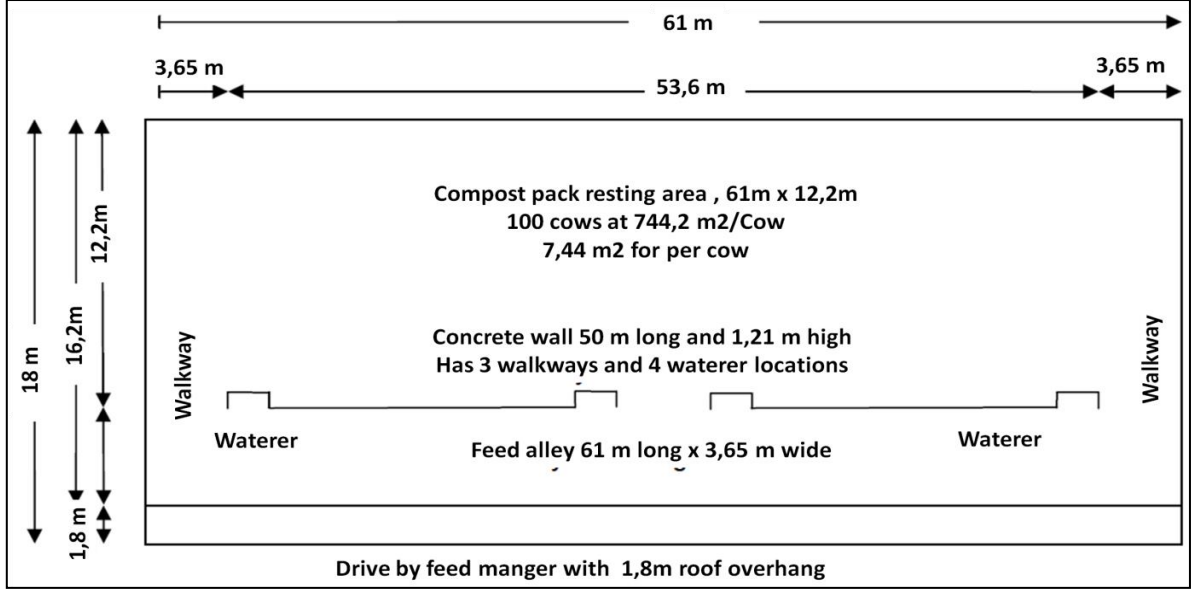 61 m
3,65 m
53,6 m
3,65 m
18 m
16,2m
12,2m
1,8 m
Compost pack resting area , 61m x 12,2m
100 cows at 744,2 m2/Cow
7,44 m2 for per cow
Concrete wall 50 m long and 1,21 m high
Has 3 walkways and 4 waterer locations
Walkway
Walkway
Waterer
Waterer
Feed alley 61 m long x 3,65 m wide
Drive by feed manger with 1,8m roof overhang